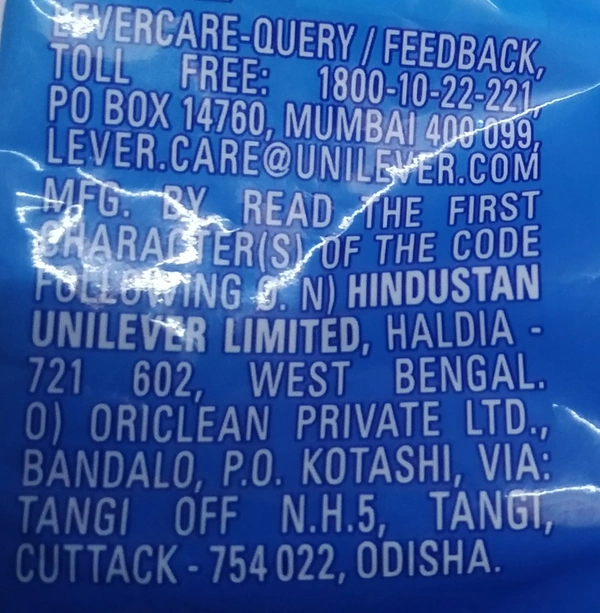 LEVERCARE-QUERY / FEEDBACK,
TOLL FREE: 1800-10-22-221,
PO BOX 14760, MUMBAI 400 099,
LEVER.CARE@UNILEVER.COM
MFG. BY READ THE FIRST
CHARACTER(S) OF THE CODE
FOLLOWING N) HINDUSTAN
UNILEVER LIMITED, HALDIA -
721 602, WEST BENGAL.
O) ORICLEAN PRIVATE LTD.,
BANDALO, P.O. KOTASHI, VIA:
TANGI OFF N.H.5, TANGI,
CUTTACK - 754 022, ODISHA.